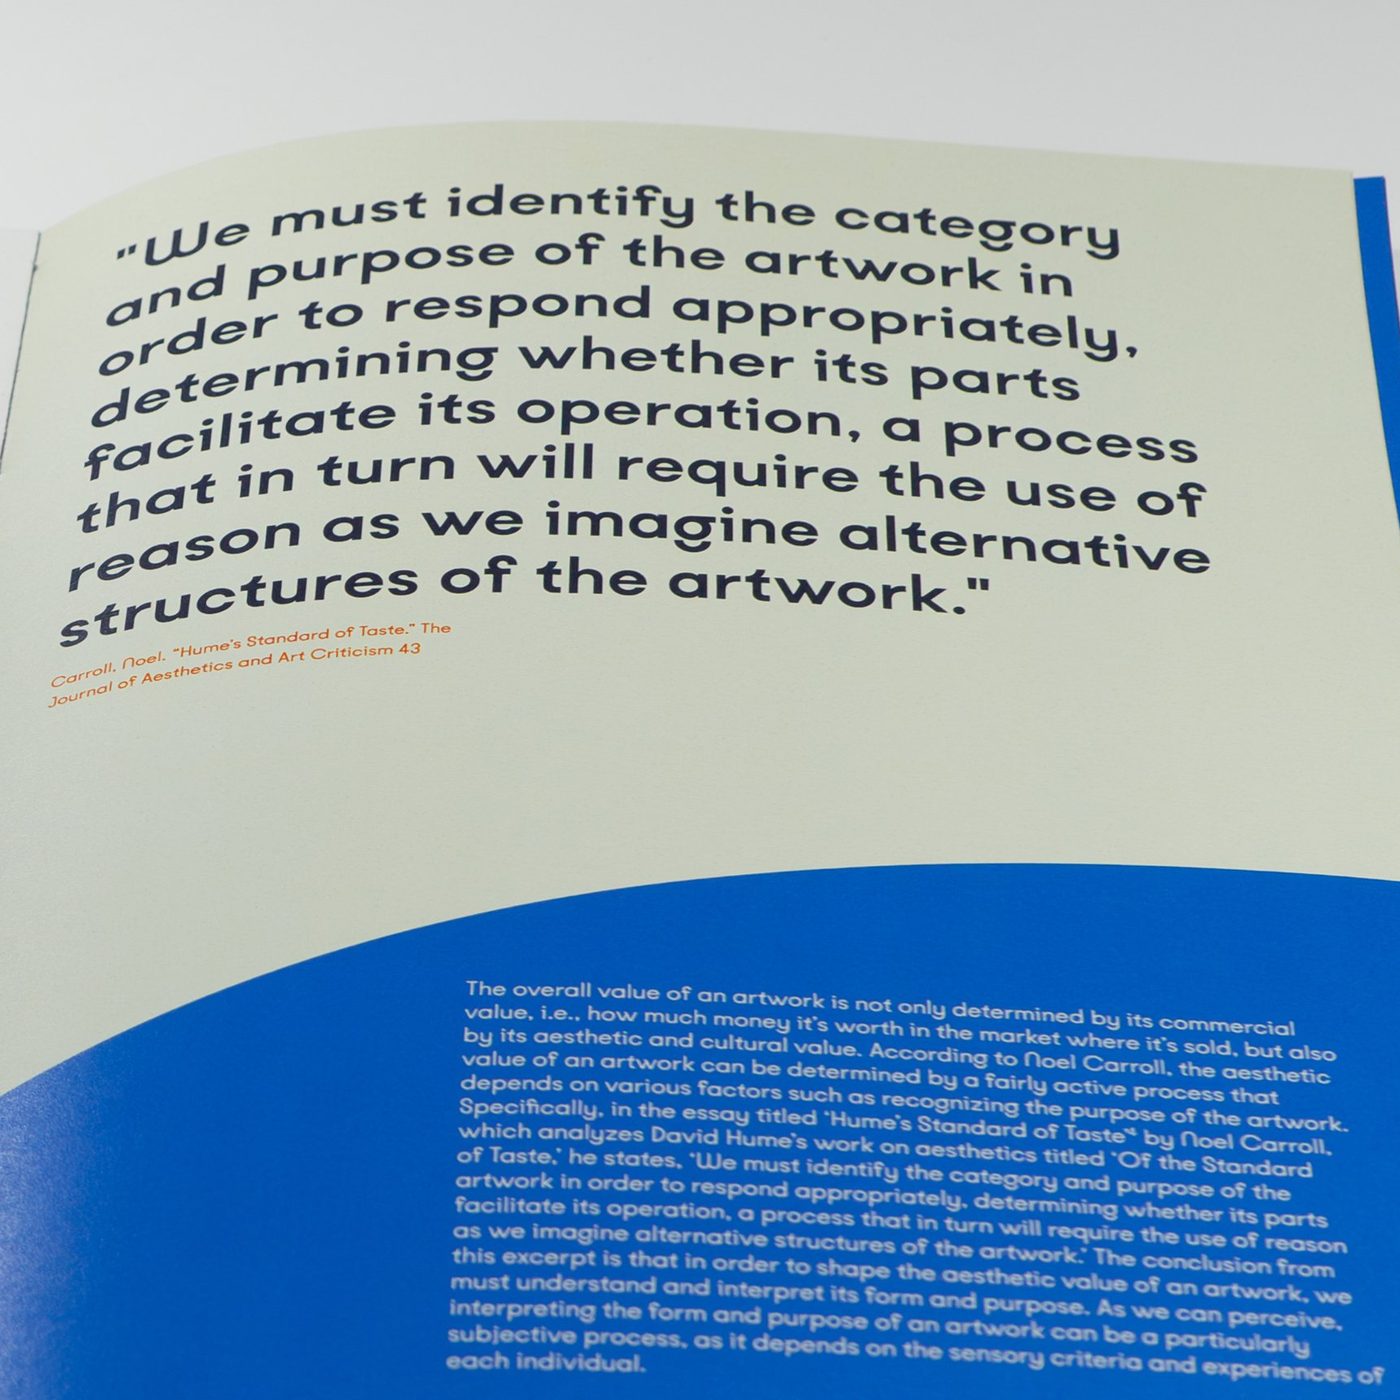 "We must identify the category
and purpose of the artwork in
order to respond appropriately,
determining whether its parts
facilitate its operation, a process
that in turn will require the use of
reason as we imagine alternative
structures of the artwork."
Carroll, Noel. "Hume's Standard of Taste." The
Journal of Aesthetics and Art Criticism 43
The overall value of an artwork is not only determined by its commercial
value, i.e., how much money it's worth in the market where it's sold, but also
by its aesthetic and cultural value. According to Noel Carroll, the aesthetic
value of an artwork can be determined by a fairly active process that
depends on various factors such as recognizing the purpose of the artwork.
Specifically, in the essay titled 'Hume's Standard of Taste'⁴ by Noel Carroll,
which analyzes David Hume's work on aesthetics titled 'Of the Standard
of Taste,' he states, 'We must identify the category and purpose of the
artwork in order to respond appropriately, determining whether its parts
facilitate its operation, a process that in turn will require the use of reason
as we imagine alternative structures of the artwork.' The conclusion from
this excerpt is that in order to shape the aesthetic value of an artwork, we
must understand and interpret its form and purpose. As we can perceive,
interpreting the form and purpose of an artwork can be a particularly
subjective process, as it depends on the sensory criteria and experiences of
each individual.